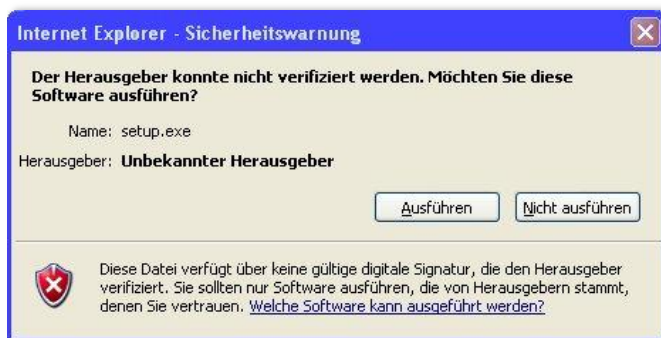 Internet Explorer - Sicherheitswarnung
Der Herausgeber konnte nicht verifiziert werden. Möchten Sie diese
Software ausführen?
Name: setup.exe
Herausgeber: Unbekannter Herausgeber
Ausführen
Nicht ausführen
Diese Datei verfügt über keine gültige digitale Signatur, die den Herausgeber
verifiziert. Sie sollten nur Software ausführen, die von Herausgebern stammt,
denen Sie vertrauen. Welche Software kann ausgeführt werden?